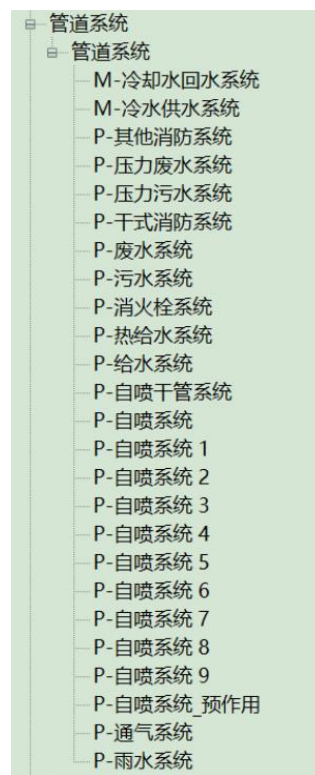 管道系统
管道系统
M-冷却水回水系统
M-冷水供水系统
P-其他消防系统
P-压力废水系统
P-压力污水系统
P-干式消防系统
P-废水系统
P-污水系统
P-消火栓系统
P-热给水系统
P-给水系统
P-自喷干管系统
P-自喷系统
P-自喷系统 1
P-自喷系统 2
P-自喷系统 3
P-自喷系统 4
P-自喷系统 5
P-自喷系统 6
P-自喷系统 7
P-自喷系统 8
P-自喷系统 9
P-自喷系统_预作用
P-通气系统
P-雨水系统